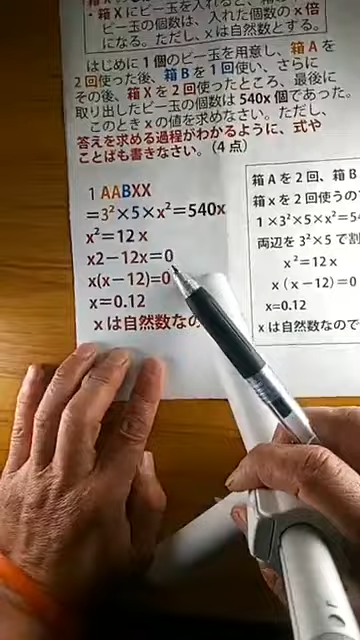 ・箱Xにビー玉を入れると、箱
ビー玉の個数は、入れた個数のx倍
になる。ただし、xは自然数とする。
はじめに1個のビー玉を用意し、箱Aを
2回使った後、箱Bを1回使い、さらに
その後、箱Xを2回使ったところ、最後に
取り出したビー玉の個数は540x個であった。
このときxの値を求めなさい。ただし、
答えを求める過程がわかるように、式や
ことばも書きなさい。（4点）
1 AABXX
=3²×5×x²=540x
x²=12 x
x2−12x=0
x(x−12)=0
x=0.12
xは自然数なの
箱Aを2回、箱B
箱xを2回使うの
1×3²×5×x²=54
両辺を3²×5で割
x²=12x
x（x−12）=0
x=0.12
xは自然数なので